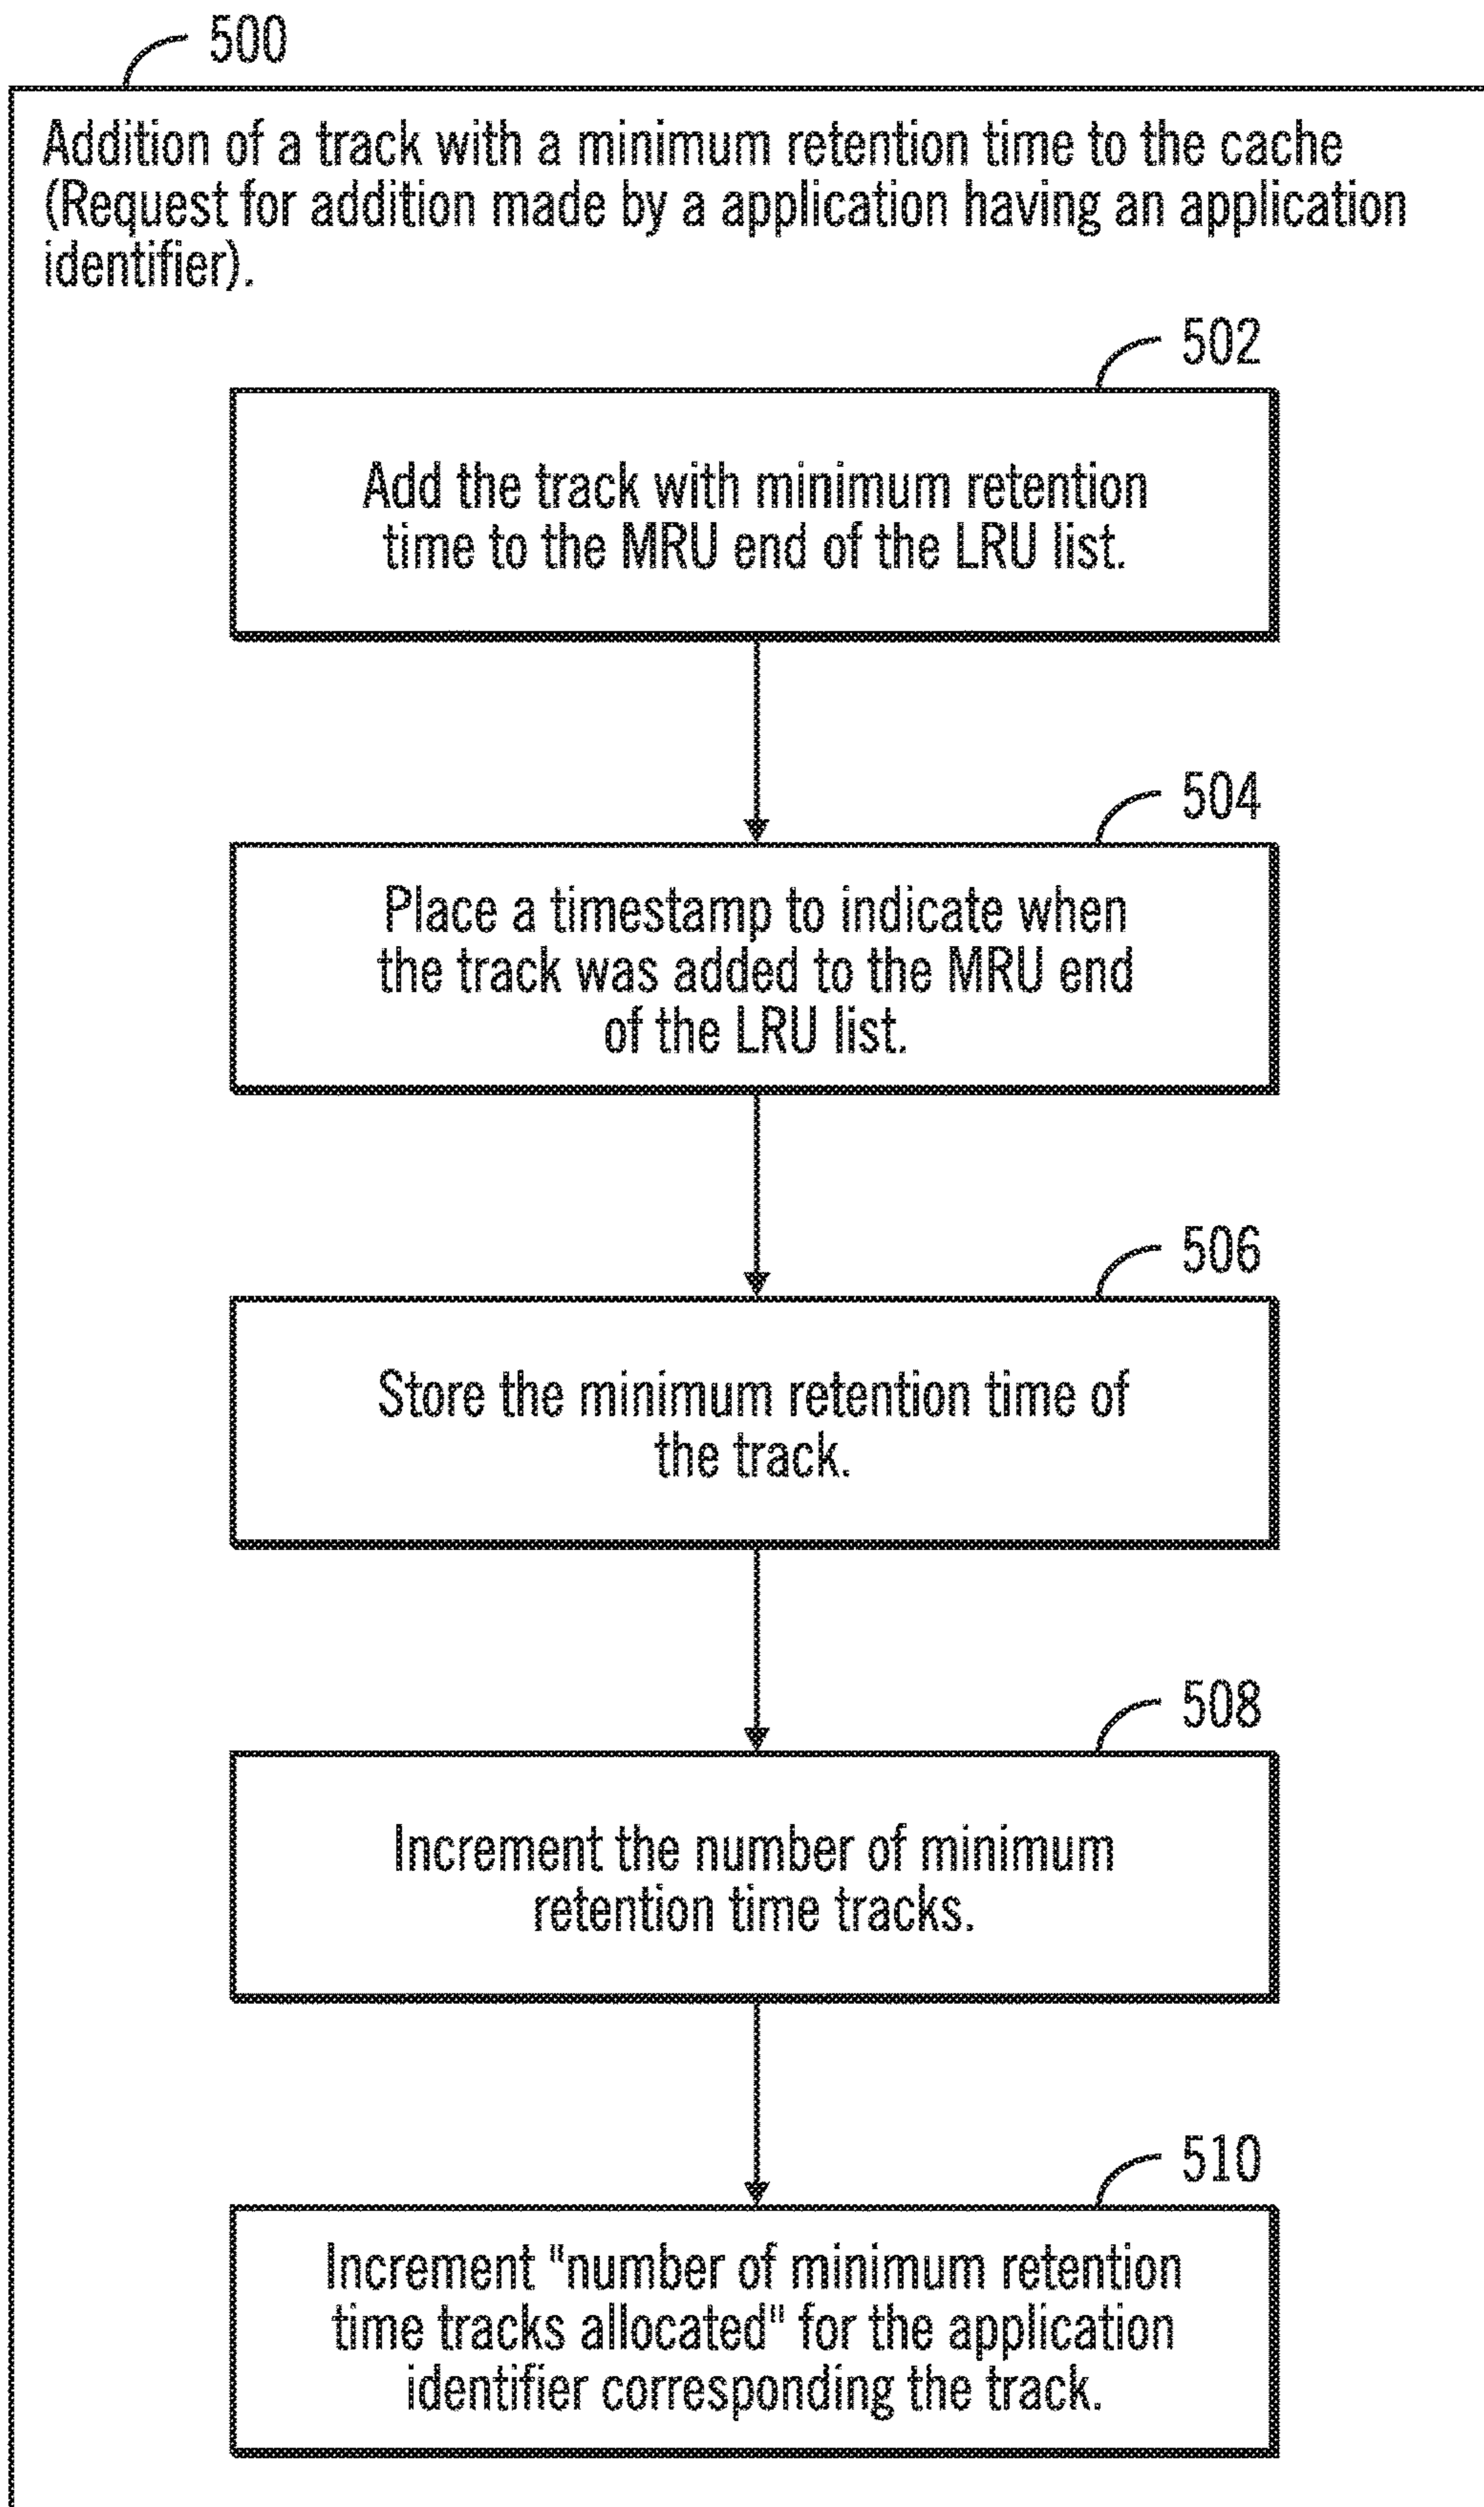 500
Addition of a track with a minimum retention time to the cache
(Request for addition made by a application having an application
identifier).
502
Add the track with minimum retention
time to the MRU end of the LRU list.
504
Place a timestamp to indicate when
the track was added to the MRU end
of the LRU list.
506
Store the minimum retention time of
the track.
508
Increment the number of minimum
retention time tracks.
510
Increment "number of minimum retention
time tracks allocated" for the application
identifier corresponding the track.